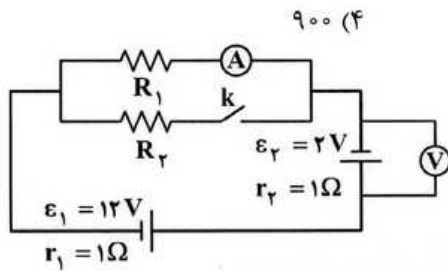 ۹۰۰ (۴
A
R۱
k
R۲
ε۲ = ۲V
V
r۲ = ۱Ω
ε۱ = ۱۲V
r۱ = ۱Ω